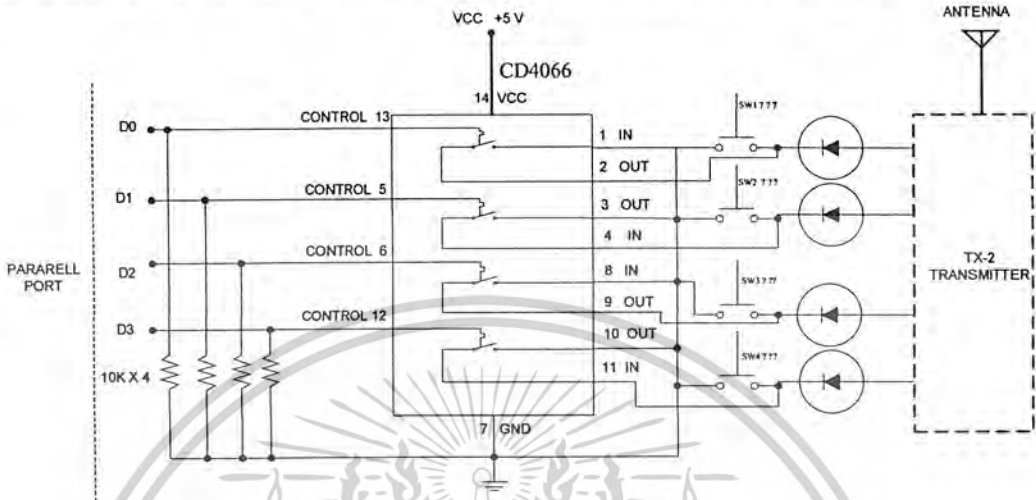 VCC +5 V
ANTENNA
CD4066
14 VCC
D0
CONTROL 13
1 IN
SW1???
2 OUT
D1
CONTROL 5
3 OUT
SW2 ???
4 IN
PARARELL
PORT
D2
CONTROL 6
8 IN
SW3???
TX-2
TRANSMITTER
9 OUT
D3
CONTROL 12
10 OUT
11 IN
SW4???
10K X 4
7 GND